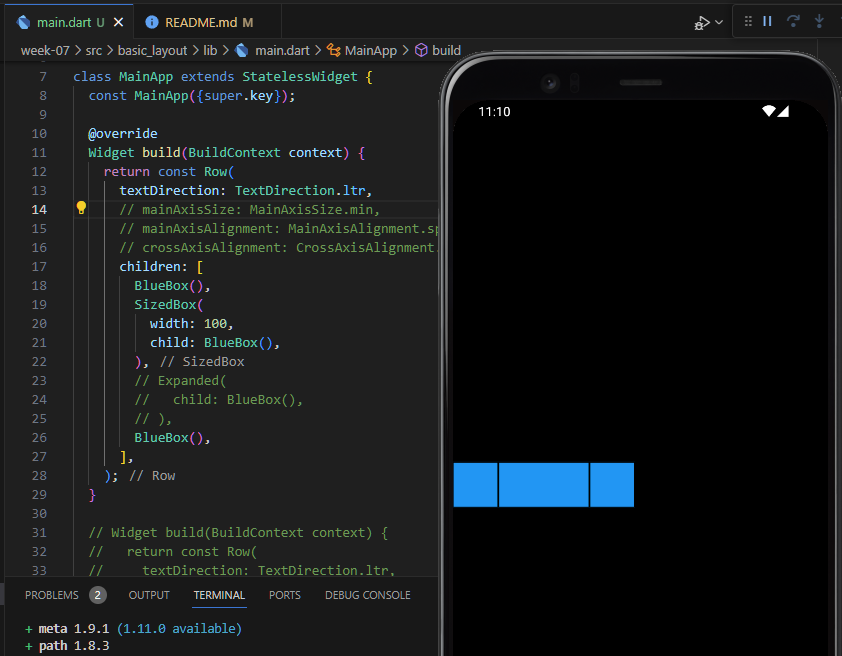 main.dart U
README.md M
week-07 > src > basic_layout > lib > main.dart > MainApp > build
7 class MainApp extends StatelessWidget {
8 const MainApp({super.key});
9
10 @override
11 Widget build(BuildContext context) {
12 return const Row(
13 textDirection: TextDirection.ltr,
14 // mainAxisSize: MainAxisSize.min,
15 // mainAxisAlignment: MainAxisAlignment.sp
16 // crossAxisAlignment: CrossAxisAlignment.
17 children: [
18 BlueBox(),
19 SizedBox(
20 width: 100,
21 child: BlueBox(),
22 ), // SizedBox
23 // Expanded(
24 //   child: BlueBox(),
25 // ),
26 BlueBox(),
27 ],
28 ); // Row
29 }
30
31 // Widget build(BuildContext context) {
32 //   return const Row(
33 //     textDirection: TextDirection.ltr,
PROBLEMS 2 OUTPUT TERMINAL PORTS DEBUG CONSOLE
+ meta 1.9.1 (1.11.0 available)
+ path 1.8.3
11:10